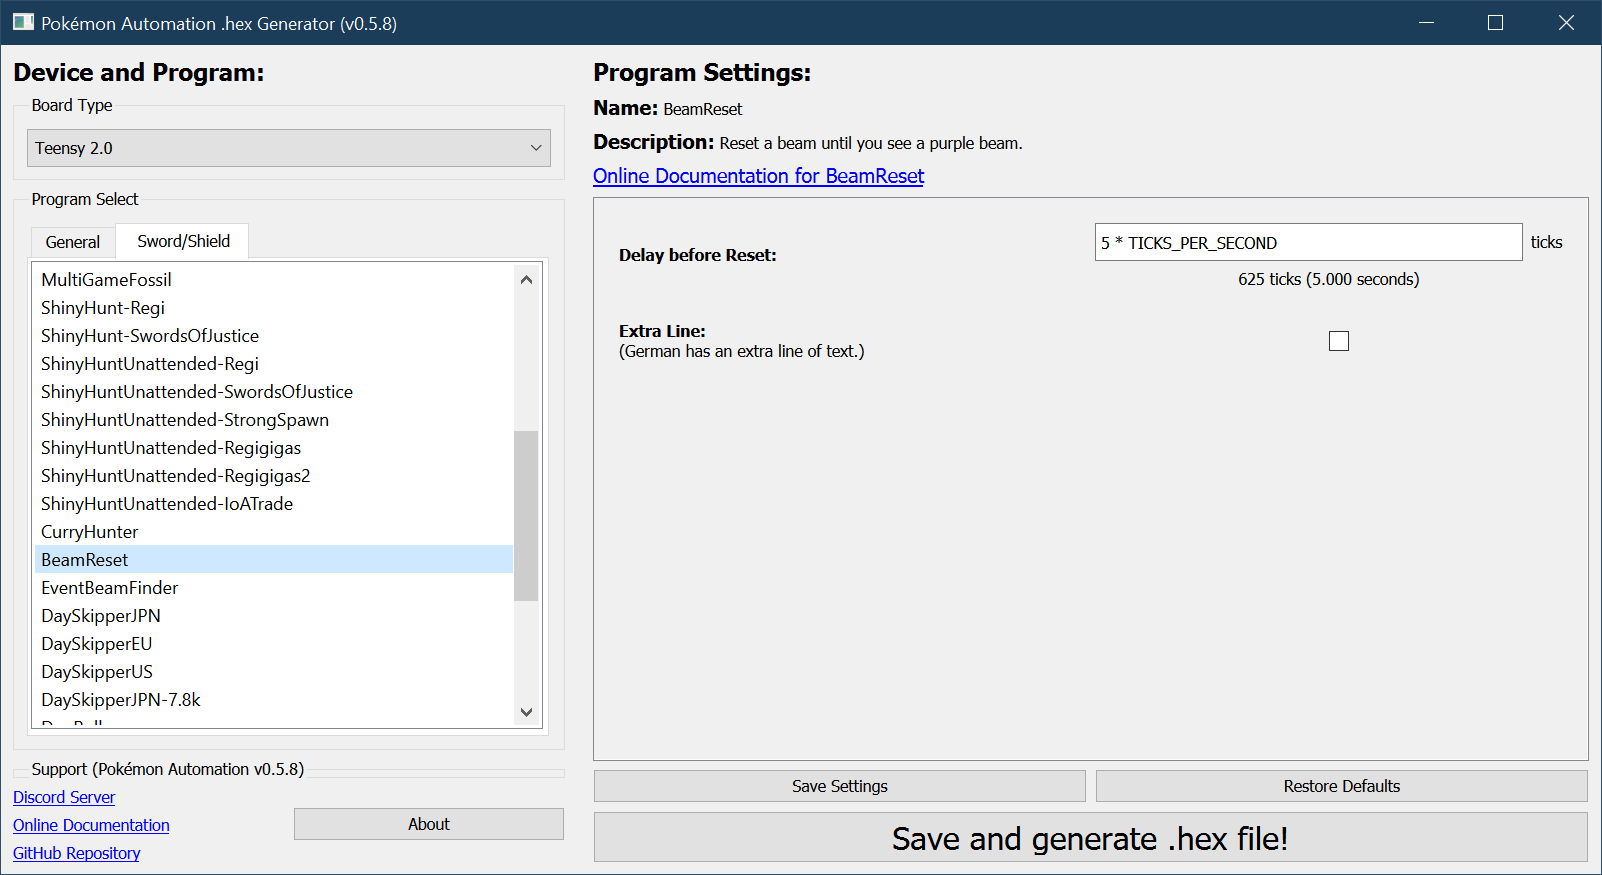 Pokémon Automation .hex Generator (v0.5.8)
Device and Program:
Board Type
Teensy 2.0
Program Select
General
Sword/Shield
MultiGameFossil
ShinyHunt-Regi
ShinyHunt-SwordsOfJustice
ShinyHuntUnattended-Regi
ShinyHuntUnattended-SwordsOfJustice
ShinyHuntUnattended-StrongSpawn
ShinyHuntUnattended-Regigigas
ShinyHuntUnattended-Regigigas2
ShinyHuntUnattended-IoATrade
CurryHunter
BeamReset
EventBeamFinder
DaySkipperJPN
DaySkipperEU
DaySkipperUS
DaySkipperJPN-7.8k
Support (Pokémon Automation v0.5.8)
Discord Server
Online Documentation
GitHub Repository
About
Program Settings:
Name: BeamReset
Description: Reset a beam until you see a purple beam.
Online Documentation for BeamReset
Delay before Reset:
5 * TICKS_PER_SECOND
ticks
625 ticks (5.000 seconds)
Extra Line:
(German has an extra line of text.)
Save Settings
Restore Defaults
Save and generate .hex file!